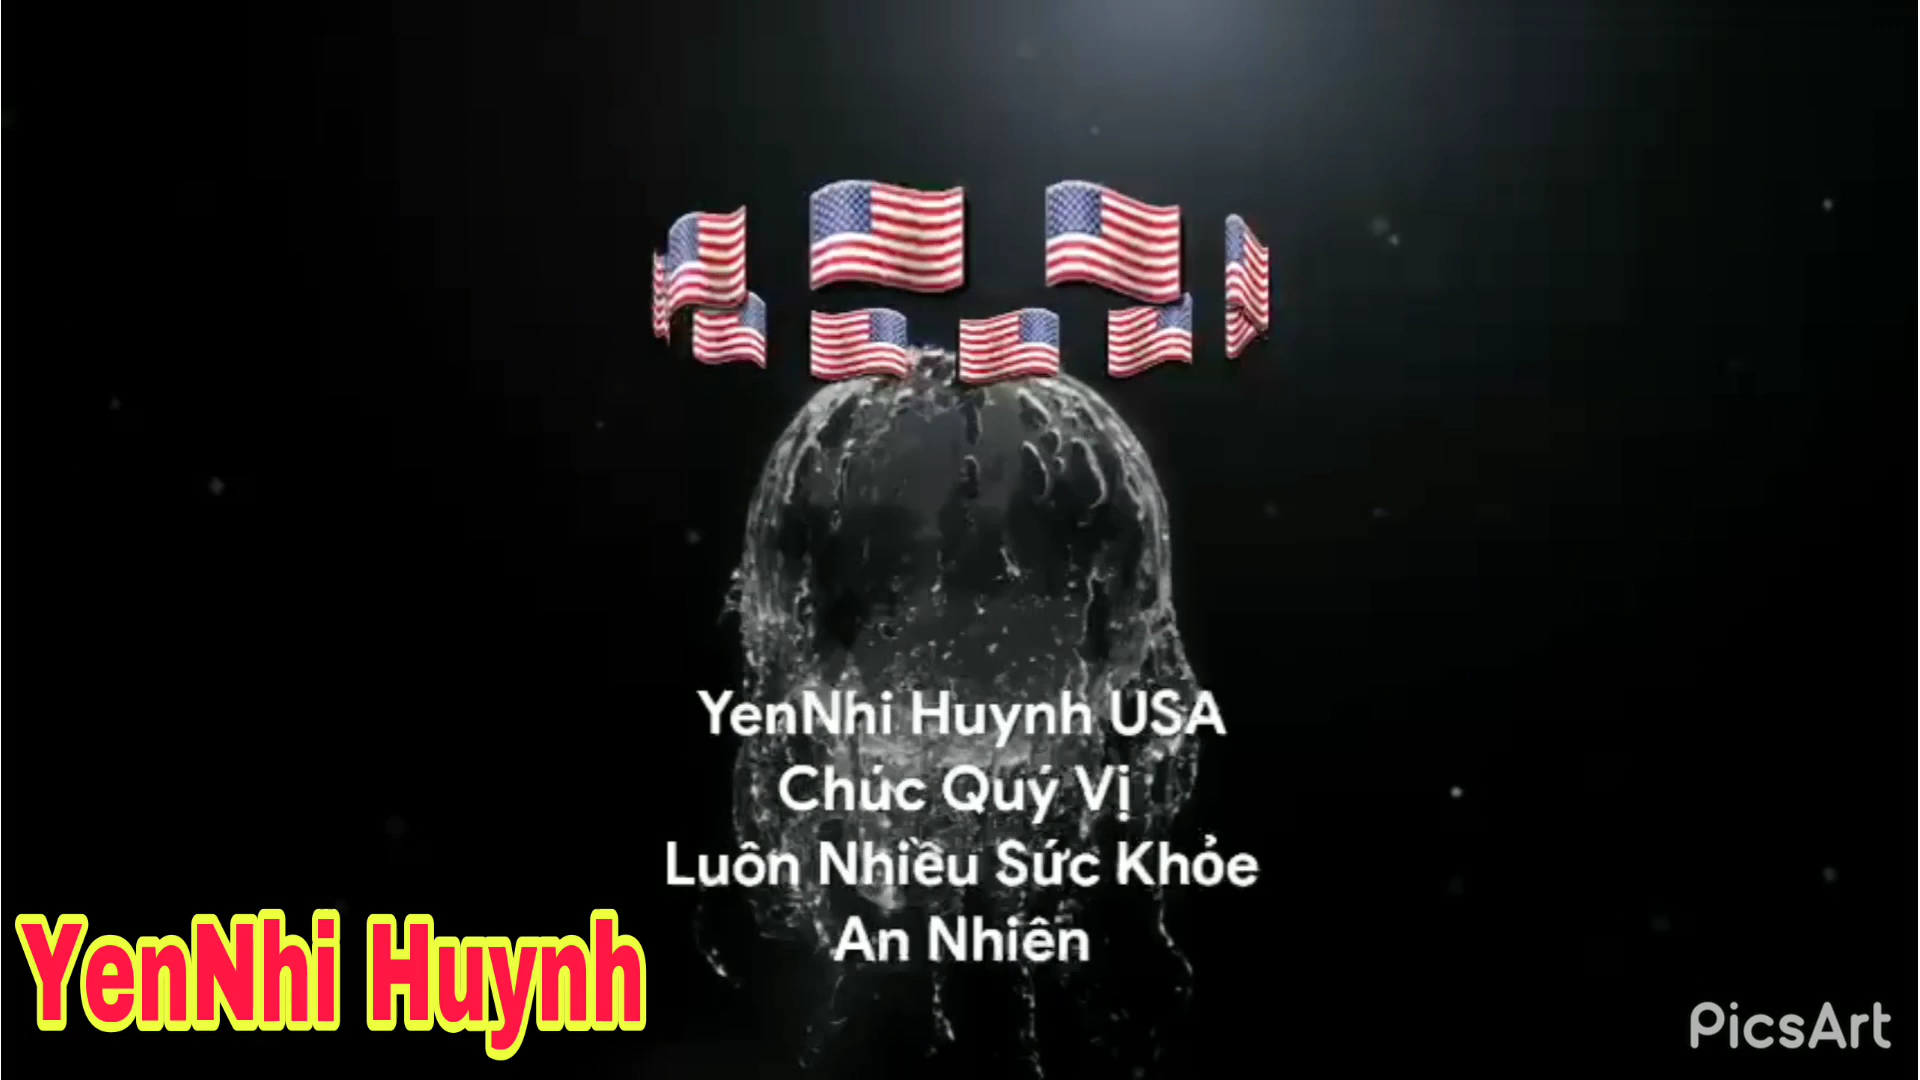 YenNhi Huynh USA
Chúc Quý Vị
Luôn Nhiều Sức Khỏe
An Nhiên
YenNhi Huynh
PicsArt